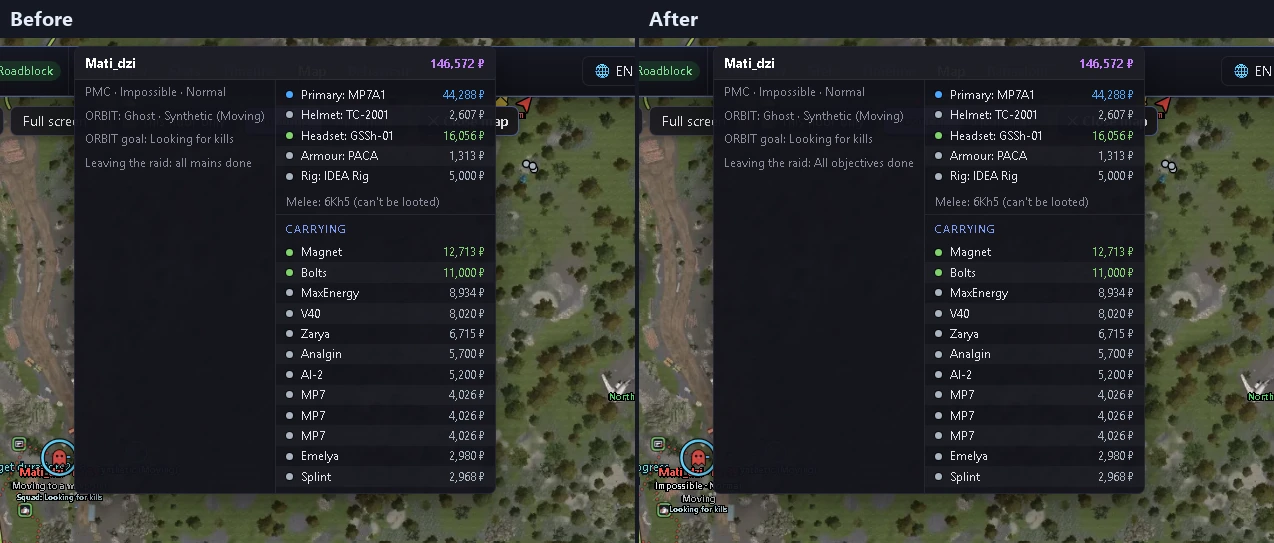 Before
Roadblock
Mati_dzi
146,572 ₽
EN
PMC · Impossible · Normal
ORBIT: Ghost · Synthetic (Moving)
ORBIT goal: Looking for kills
Leaving the raid: all mains done
Full scree
ap
Primary: MP7A1 44,288 ₽
Helmet: TC-2001 2,607 ₽
Headset: GSSh-01 16,056 ₽
Armour: PACA 1,313 ₽
Rig: IDEA Rig 5,000 ₽
Melee: 6Kh5 (can't be looted)
CARRYING
Magnet 12,713 ₽
Bolts 11,000 ₽
MaxEnergy 8,934 ₽
V40 8,020 ₽
Zarya 6,715 ₽
Analgin 5,700 ₽
AI-2 5,200 ₽
MP7 4,026 ₽
MP7 4,026 ₽
MP7 4,026 ₽
Emelya 2,980 ₽
Splint 2,968 ₽
North
Mati_dzi
Moving to a
Squad: Looking for kills
After
Roadblock
Mati_dzi
146,572 ₽
EN
PMC · Impossible · Normal
ORBIT: Ghost · Synthetic (Moving)
ORBIT goal: Looking for kills
Leaving the raid: All objectives done
Full scree
p
Primary: MP7A1 44,288 ₽
Helmet: TC-2001 2,607 ₽
Headset: GSSh-01 16,056 ₽
Armour: PACA 1,313 ₽
Rig: IDEA Rig 5,000 ₽
Melee: 6Kh5 (can't be looted)
CARRYING
Magnet 12,713 ₽
Bolts 11,000 ₽
MaxEnergy 8,934 ₽
V40 8,020 ₽
Zarya 6,715 ₽
Analgin 5,700 ₽
AI-2 5,200 ₽
MP7 4,026 ₽
MP7 4,026 ₽
MP7 4,026 ₽
Emelya 2,980 ₽
Splint 2,968 ₽
North
ogress
Mati_dzi
Impossible · N
Moving
Looking for kills